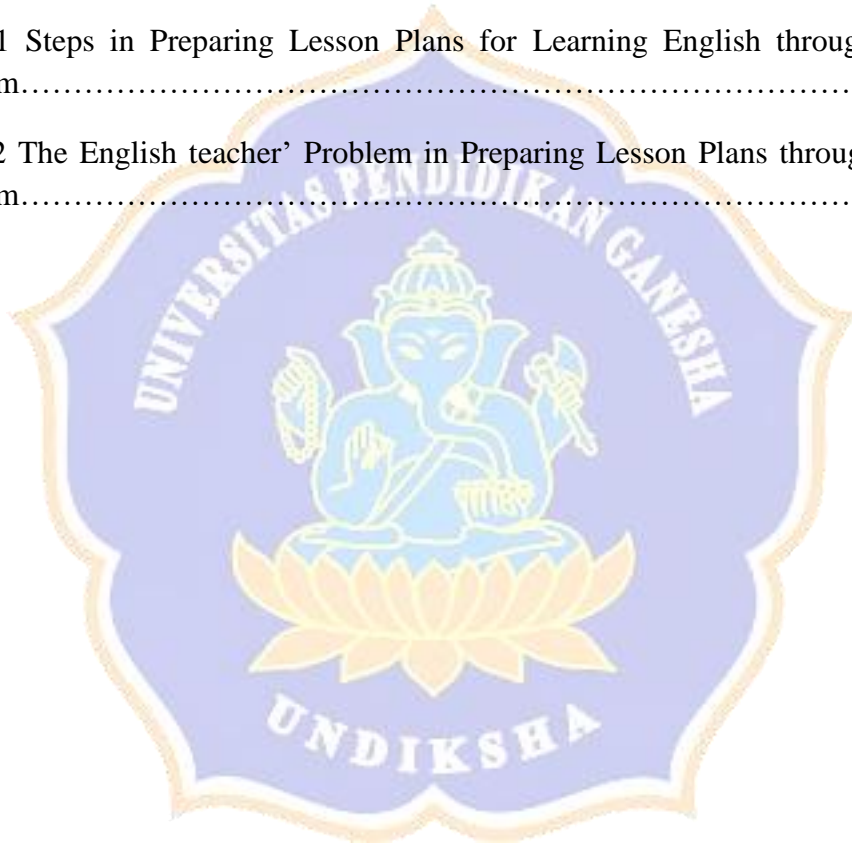 1 Steps in Preparing Lesson Plans for Learning English throug
m……………………………………………………………………
2 The English teacher’ Problem in Preparing Lesson Plans throug
m……………………………………………………………………
UNIVERSITAS PENDIDIKAN GANESHA
UNDIKSHA